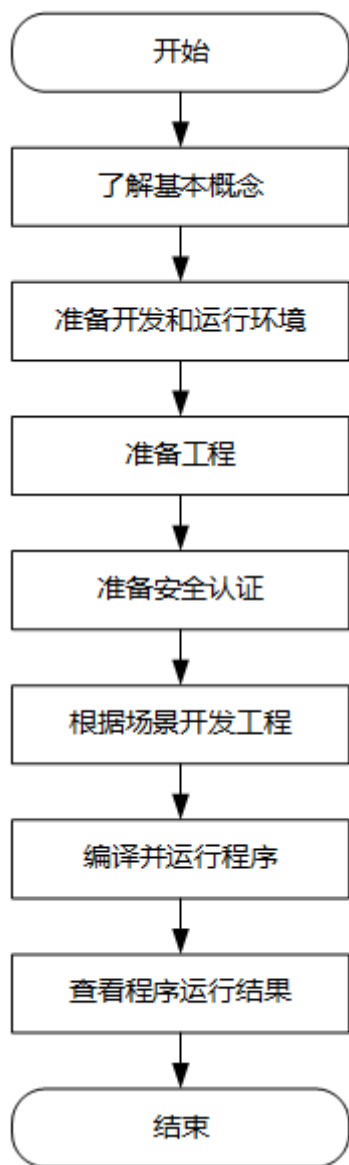 开始
了解基本概念
准备开发和运行环境
准备工程
准备安全认证
根据场景开发工程
编译并运行程序
查看程序运行结果
结束